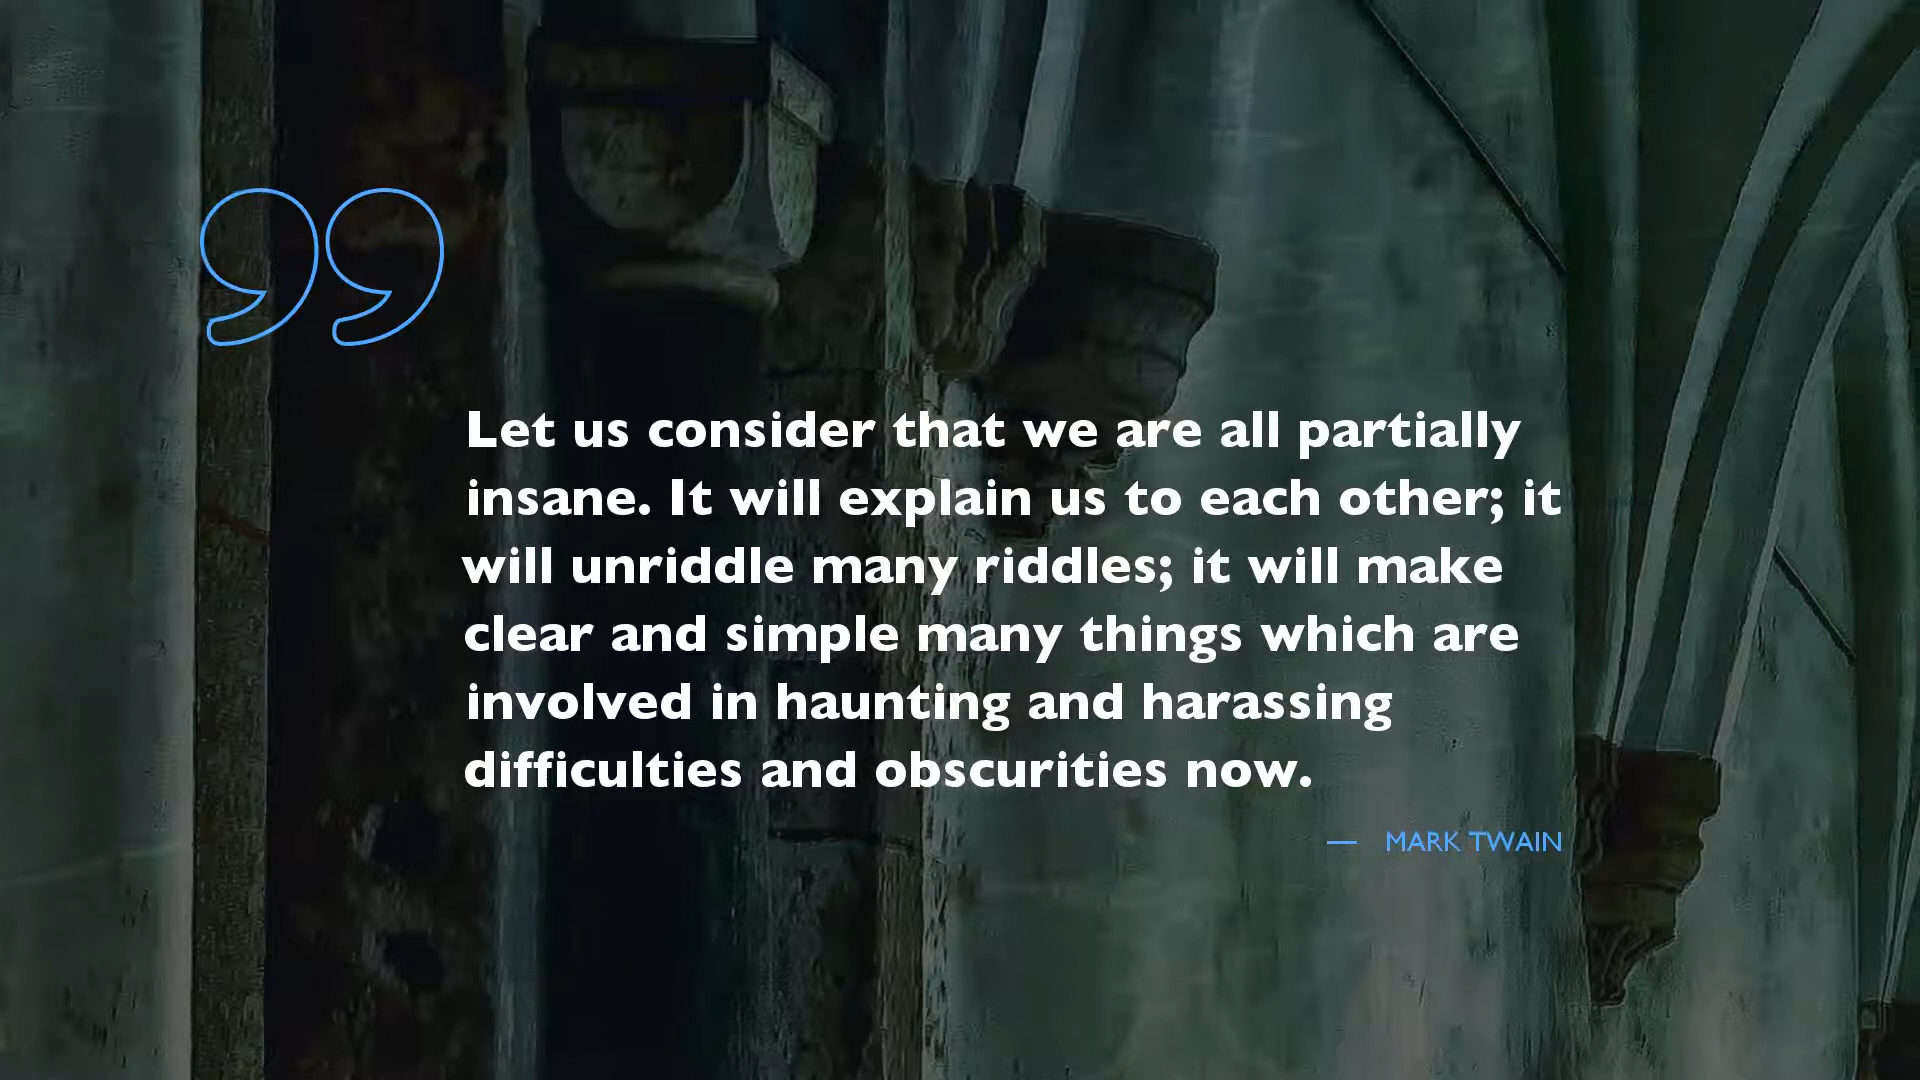 ”
Let us consider that we are all partially
insane. It will explain us to each other; it
will unriddle many riddles; it will make
clear and simple many things which are
involved in haunting and harassing
difficulties and obscurities now.
— MARK TWAIN